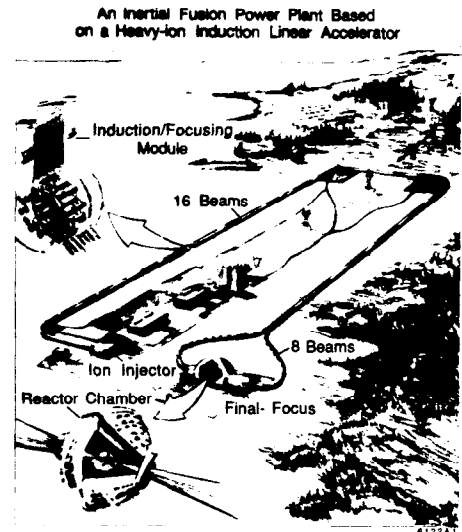 An Inertial Fusion Power Plant Based
on a Heavy-ion Induction Linear Accelerator
Induction/Focusing
Module
16 Beams
8 Beams
Ion Injector
Reactor Chamber
Final- Focus